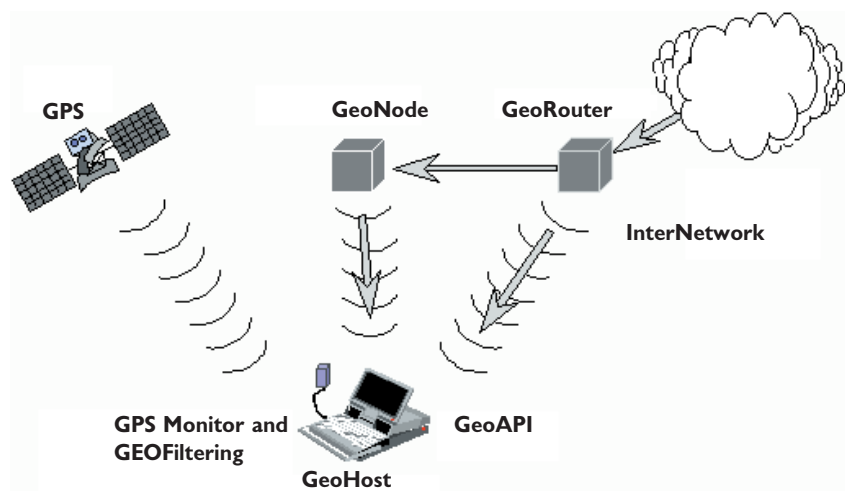 GPS
GeoNode
GeoRouter
InterNetwork
GPS Monitor and
GEOFiltering
GeoAPI
GeoHost